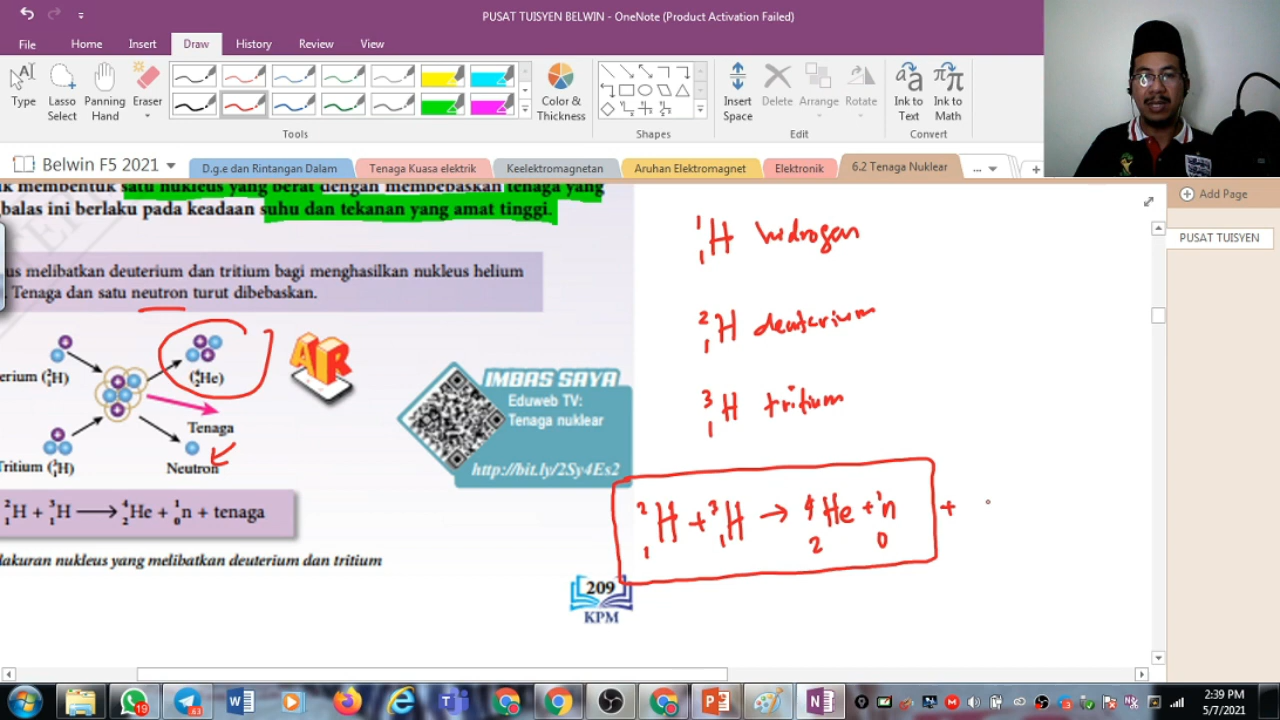 PUSAT TUISYEN BELWIN - OneNote (Product Activation Failed)
File Home Insert Draw History Review View
Type
Lasso Select
Panning Hand
Eraser
Color & Thickness
Insert Space
Delete
Arrange
Rotate
Ink to Text
Ink to Math
Tools
Shapes
Edit
Convert
Belwin F5 2021
D.g.e dan Rintangan Dalam
Tenaga Kuasa elektrik
Keelektromagnetan
Aruhan Elektromagnet
Elektronik
6.2 Tenaga Nuklear
...
Add Page
PUSAT TUISYEN
k membentuk satu nukleus yang berat dengan membebaskan tenaga yang
balas ini berlaku pada keadaan suhu dan tekanan yang amat tinggi.
us melibatkan deuterium dan tritium bagi menghasilkan nukleus helium
. Tenaga dan satu neutron turut dibebaskan.
erium (²₁H)
(⁴₂He)
Tenaga
Tritium (³₁H)
Neutron
AIR
IMBAS SAYA
Eduweb TV:
Tenaga nuklear
http://bit.ly/2Sy4Es2
²₁H + ³₁H ⟶ ⁴₂He + ¹₀n + tenaga
lakuran nukleus yang melibatkan deuterium dan tritium
209
KPM
¹₁H hidrogen
²₁H deuterium
³₁H tritium
²₁H + ³₁H → ⁴₂He + ¹₀n +
19
63
2:39 PM
5/7/2021